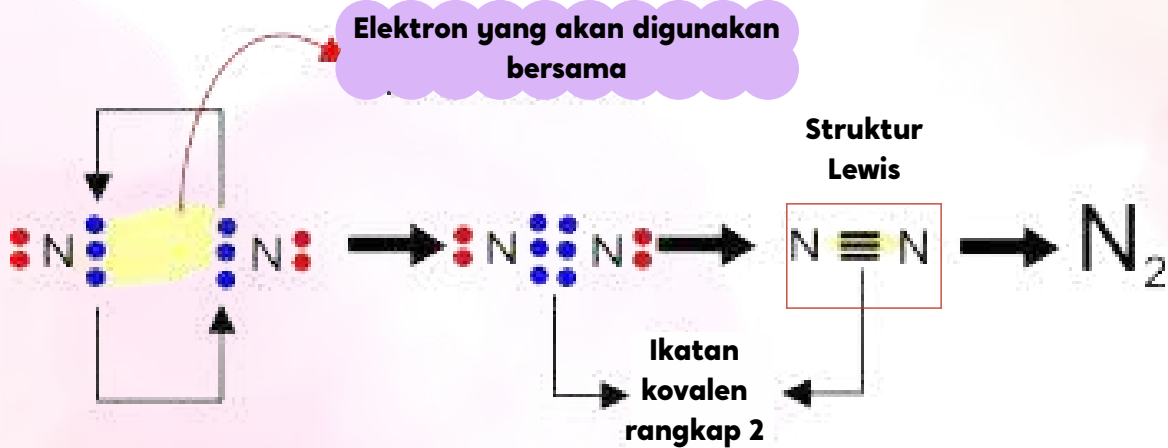 Elektron yang akan digunakan
bersama
Struktur
Lewis
N N
N N
N ≡ N
N₂
Ikatan
kovalen
rangkap 2